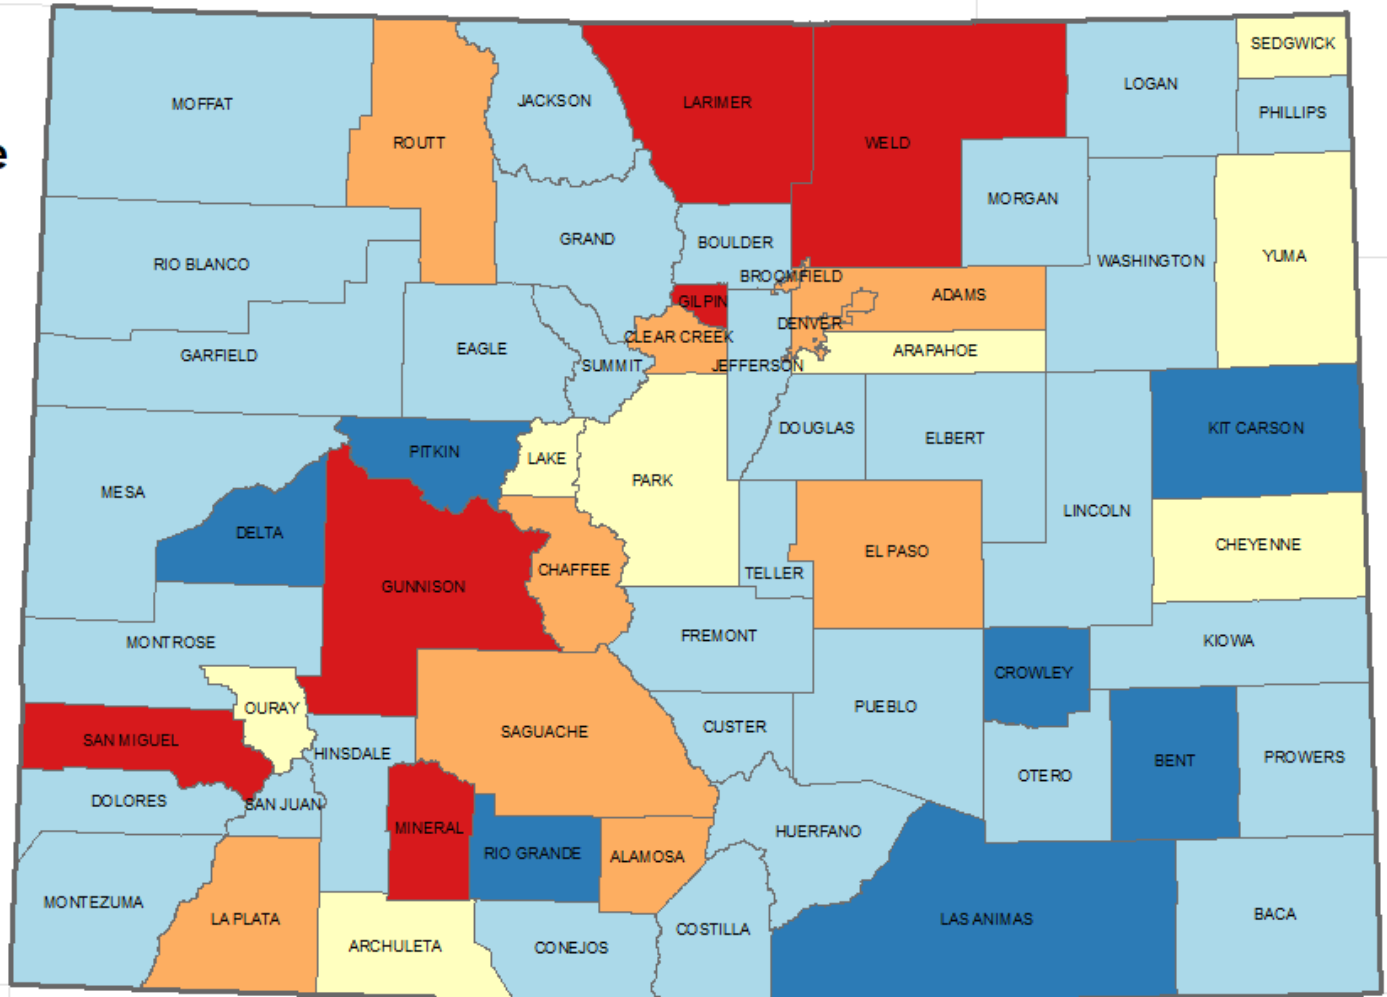 SEDGWICK
LOGAN
MOFFAT
JACKSON
LARIMER
PHILLIPS
ROUTT
WELD
e
MORGAN
GRAND
BOULDER
YUMA
RIO BLANCO
WASHINGTON
BROOMFIELD
ADAMS
GILPIN
DENVER
CLEAR CREEK
EAGLE
ARAPAHOE
GARFIELD
SUMMIT
JEFFERSON
DOUGLAS
KIT CARSON
ELBERT
PITKIN
LAKE
PARK
MESA
LINCOLN
DELTA
CHEYENNE
EL PASO
CHAFFEE
TELLER
GUNNISON
FREMONT
MONTROSE
KIOWA
CROWLEY
OURAY
PUEBLO
CUSTER
SAGUACHE
SAN MIGUEL
HINSDALE
PROWERS
BENT
OTERO
DOLORES
SAN JUAN
MINERAL
HUERFANO
RIO GRANDE
ALAMOSA
MONTEZUMA
BACA
LA PLATA
LAS ANIMAS
COSTILLA
ARCHULETA
CONEJOS